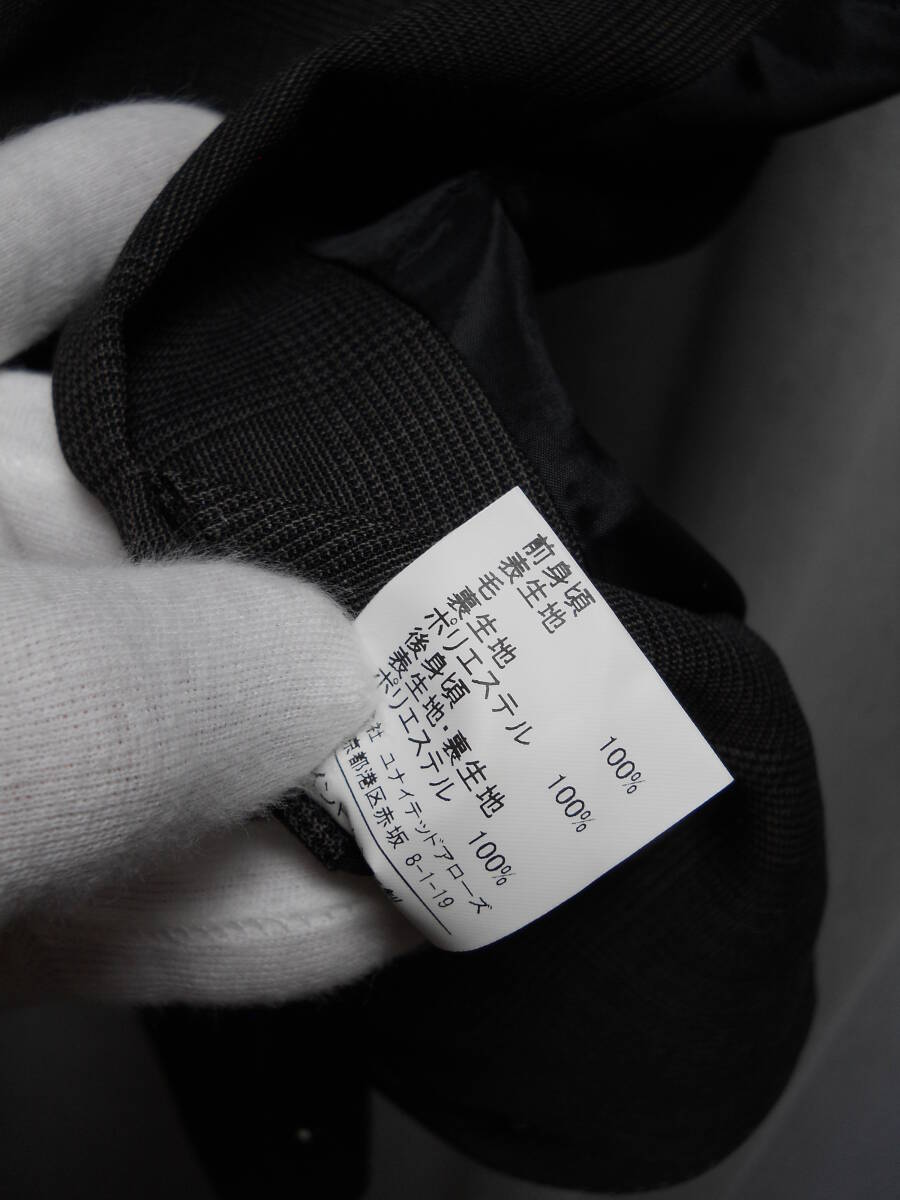 前身頃
表生地
毛 100%
裏生地
ポリエステル 100%
後身頃
表生地・裏生地
ポリエステル 100%
社 ユナイテッドアローズ
京都港区赤坂 8-1-19